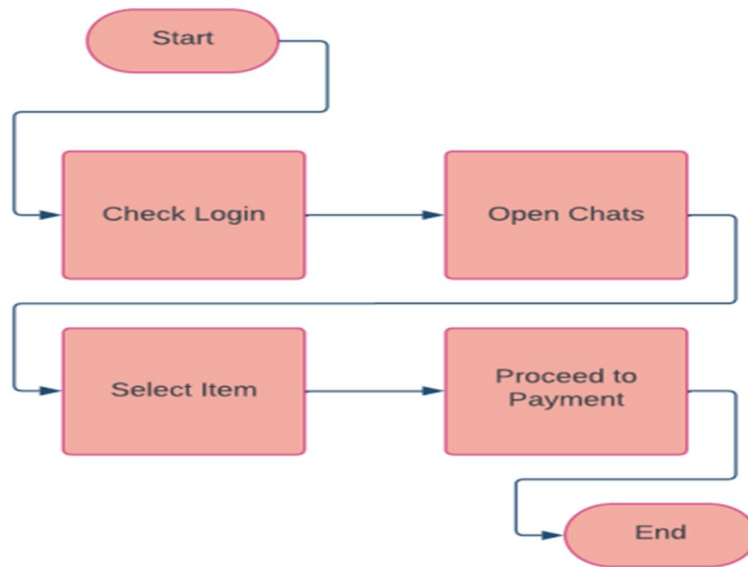 Start
Check Login
Open Chats
Select Item
Proceed to
Payment
End